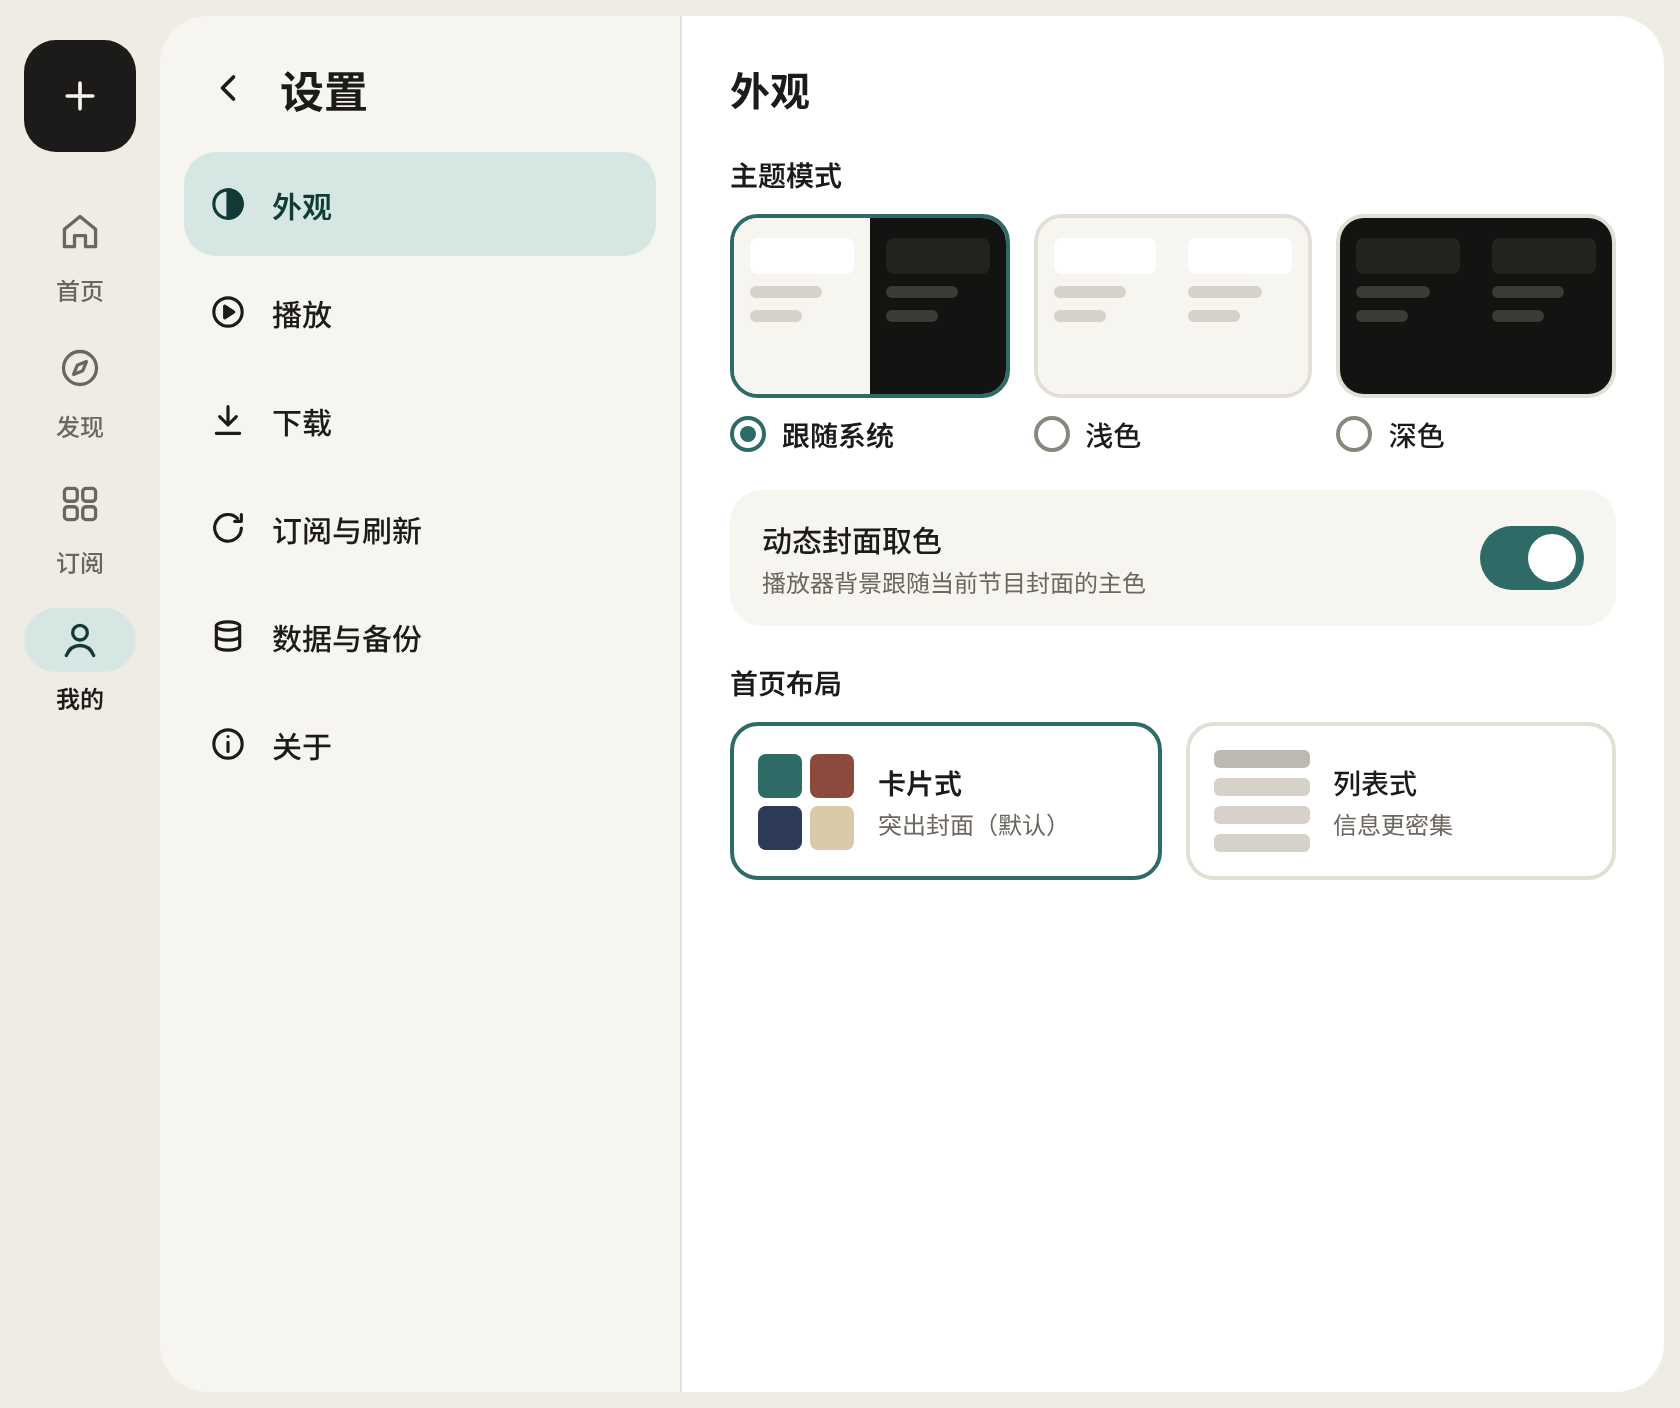 首页
发现
订阅
我的
设置
外观
播放
下载
订阅与刷新
数据与备份
关于
外观
主题模式
跟随系统
浅色
深色
动态封面取色
播放器背景跟随当前节目封面的主色
首页布局
卡片式
突出封面（默认）
列表式
信息更密集